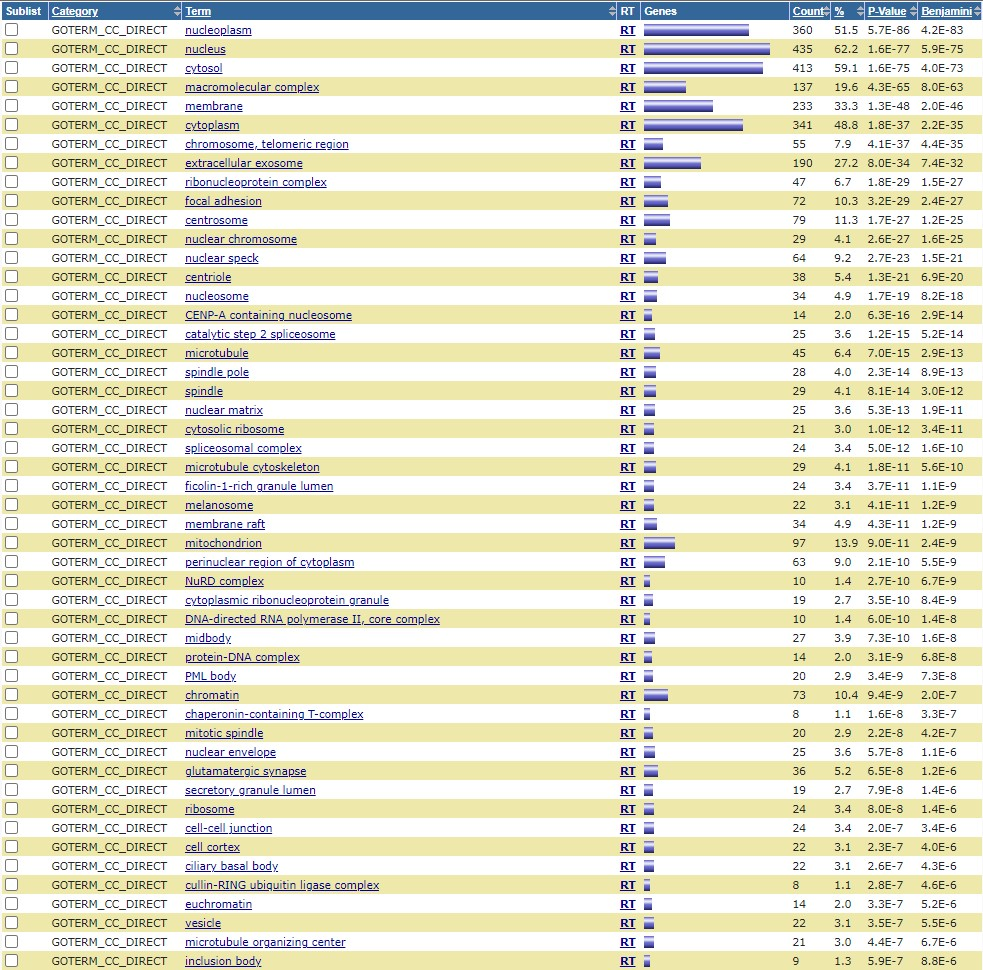 Sublist Category Term RT Genes Count % P-Value Benjamini
GOTERM_CC_DIRECT nucleoplasm RT 360 51.5 5.7E-86 4.2E-83
GOTERM_CC_DIRECT nucleus RT 435 62.2 1.6E-77 5.9E-75
GOTERM_CC_DIRECT cytosol RT 413 59.1 1.6E-75 4.0E-73
GOTERM_CC_DIRECT macromolecular complex RT 137 19.6 4.3E-65 8.0E-63
GOTERM_CC_DIRECT membrane RT 233 33.3 1.3E-48 2.0E-46
GOTERM_CC_DIRECT cytoplasm RT 341 48.8 1.8E-37 2.2E-35
GOTERM_CC_DIRECT chromosome, telomeric region RT 55 7.9 4.1E-37 4.4E-35
GOTERM_CC_DIRECT extracellular exosome RT 190 27.2 8.0E-34 7.4E-32
GOTERM_CC_DIRECT ribonucleoprotein complex RT 47 6.7 1.8E-29 1.5E-27
GOTERM_CC_DIRECT focal adhesion RT 72 10.3 3.2E-29 2.4E-27
GOTERM_CC_DIRECT centrosome RT 79 11.3 1.7E-27 1.2E-25
GOTERM_CC_DIRECT nuclear chromosome RT 29 4.1 2.6E-27 1.6E-25
GOTERM_CC_DIRECT nuclear speck RT 64 9.2 2.7E-23 1.5E-21
GOTERM_CC_DIRECT centriole RT 38 5.4 1.3E-21 6.9E-20
GOTERM_CC_DIRECT nucleosome RT 34 4.9 1.7E-19 8.2E-18
GOTERM_CC_DIRECT CENP-A containing nucleosome RT 14 2.0 6.3E-16 2.9E-14
GOTERM_CC_DIRECT catalytic step 2 spliceosome RT 25 3.6 1.2E-15 5.2E-14
GOTERM_CC_DIRECT microtubule RT 45 6.4 7.0E-15 2.9E-13
GOTERM_CC_DIRECT spindle pole RT 28 4.0 2.3E-14 8.9E-13
GOTERM_CC_DIRECT spindle RT 29 4.1 8.1E-14 3.0E-12
GOTERM_CC_DIRECT nuclear matrix RT 25 3.6 5.3E-13 1.9E-11
GOTERM_CC_DIRECT cytosolic ribosome RT 21 3.0 1.0E-12 3.4E-11
GOTERM_CC_DIRECT spliceosomal complex RT 24 3.4 5.0E-12 1.6E-10
GOTERM_CC_DIRECT microtubule cytoskeleton RT 29 4.1 1.8E-11 5.6E-10
GOTERM_CC_DIRECT ficolin-1-rich granule lumen RT 24 3.4 3.7E-11 1.1E-9
GOTERM_CC_DIRECT melanosome RT 22 3.1 4.1E-11 1.2E-9
GOTERM_CC_DIRECT membrane raft RT 34 4.9 4.3E-11 1.2E-9
GOTERM_CC_DIRECT mitochondrion RT 97 13.9 9.0E-11 2.4E-9
GOTERM_CC_DIRECT perinuclear region of cytoplasm RT 63 9.0 2.1E-10 5.5E-9
GOTERM_CC_DIRECT NuRD complex RT 10 1.4 2.7E-10 6.7E-9
GOTERM_CC_DIRECT cytoplasmic ribonucleoprotein granule RT 19 2.7 3.5E-10 8.4E-9
GOTERM_CC_DIRECT DNA-directed RNA polymerase II, core complex RT 10 1.4 6.0E-10 1.4E-8
GOTERM_CC_DIRECT midbody RT 27 3.9 7.3E-10 1.6E-8
GOTERM_CC_DIRECT protein-DNA complex RT 14 2.0 3.1E-9 6.8E-8
GOTERM_CC_DIRECT PML body RT 20 2.9 3.4E-9 7.3E-8
GOTERM_CC_DIRECT chromatin RT 73 10.4 9.4E-9 2.0E-7
GOTERM_CC_DIRECT chaperonin-containing T-complex RT 8 1.1 1.6E-8 3.3E-7
GOTERM_CC_DIRECT mitotic spindle RT 20 2.9 2.2E-8 4.2E-7
GOTERM_CC_DIRECT nuclear envelope RT 25 3.6 5.7E-8 1.1E-6
GOTERM_CC_DIRECT glutamatergic synapse RT 36 5.2 6.5E-8 1.2E-6
GOTERM_CC_DIRECT secretory granule lumen RT 19 2.7 7.9E-8 1.4E-6
GOTERM_CC_DIRECT ribosome RT 24 3.4 8.0E-8 1.4E-6
GOTERM_CC_DIRECT cell-cell junction RT 24 3.4 2.0E-7 3.4E-6
GOTERM_CC_DIRECT cell cortex RT 22 3.1 2.3E-7 4.0E-6
GOTERM_CC_DIRECT ciliary basal body RT 22 3.1 2.6E-7 4.3E-6
GOTERM_CC_DIRECT cullin-RING ubiquitin ligase complex RT 8 1.1 2.8E-7 4.6E-6
GOTERM_CC_DIRECT euchromatin RT 14 2.0 3.3E-7 5.2E-6
GOTERM_CC_DIRECT vesicle RT 22 3.1 3.5E-7 5.5E-6
GOTERM_CC_DIRECT microtubule organizing center RT 21 3.0 4.4E-7 6.7E-6
GOTERM_CC_DIRECT inclusion body RT 9 1.3 5.9E-7 8.8E-6